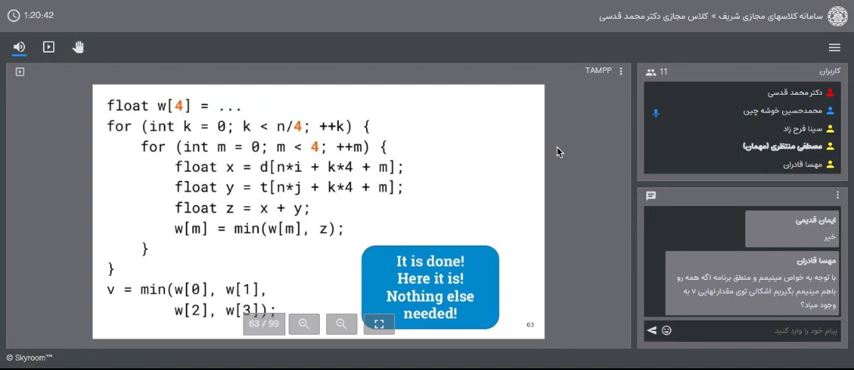 1:20:42
سامانه کلاسهای مجازی شریف > کلاس مجازی دکتر محمد قدسی
TAMPP
float w[4] = ...
for (int k = 0; k < n/4; ++k) {
for (int m = 0; m < 4; ++m) {
float x = d[n*i + k*4 + m];
float y = t[n*j + k*4 + m];
float z = x + y;
w[m] = min(w[m], z);
}
}
v = min(w[0], w[1],
w[2], w[3]);
It is done!
Here it is!
Nothing else
needed!
63 / 99
63
11
کاربران
دکتر محمد قدسی
محمدحسین خوشه چین
سینا فرح زاد
مصطفی منتظری (مهمان)
مهسا قادران
ایمان قدیمی
خیر
مهسا قادران
با توجه به خواص مینیمم و منطق برنامه اگه همه رو
باهم مینیمم بگیریم اشکالی توی مقدار نهایی v به
وجود میاد؟
پیام خود را وارد کنید
© Skyroom™